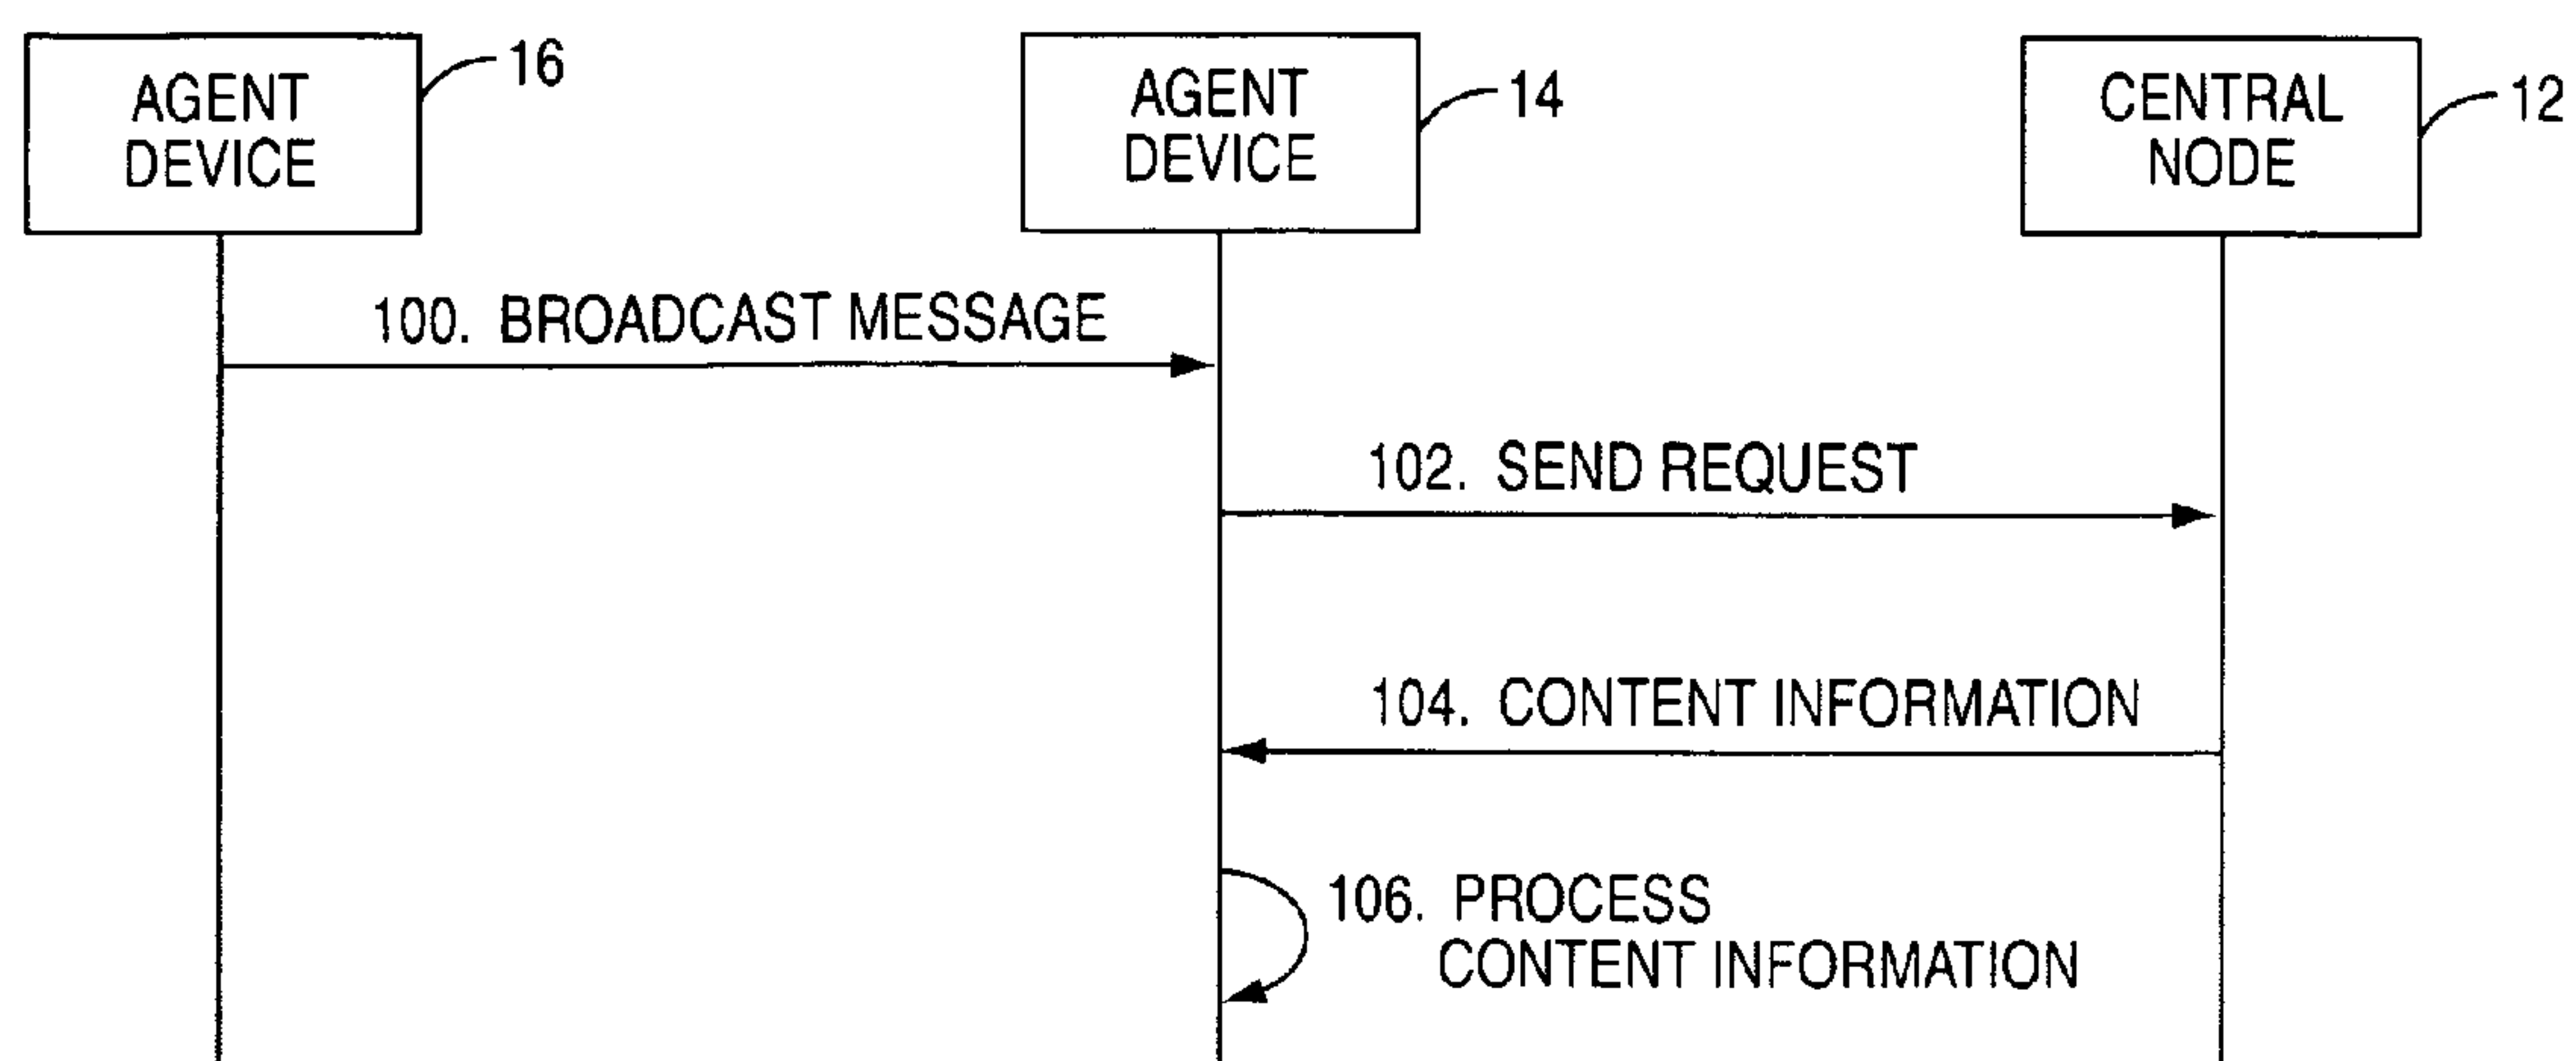 AGENT
DEVICE
16
AGENT
DEVICE
14
CENTRAL
NODE
12
100. BROADCAST MESSAGE
102. SEND REQUEST
104. CONTENT INFORMATION
106. PROCESS
CONTENT INFORMATION